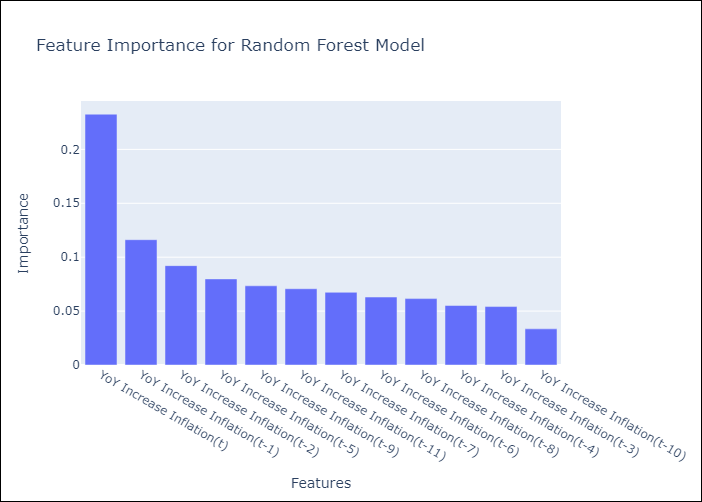 Feature Importance for Random Forest Model
Importance
0.2
0.15
0.1
0.05
0
YoY Increase Inflation(t)
YoY Increase Inflation(t-1)
YoY Increase Inflation(t-2)
YoY Increase Inflation(t-5)
YoY Increase Inflation(t-9)
YoY Increase Inflation(t-11)
YoY Increase Inflation(t-7)
YoY Increase Inflation(t-6)
YoY Increase Inflation(t-8)
YoY Increase Inflation(t-4)
YoY Increase Inflation(t-3)
YoY Increase Inflation(t-10)
Features